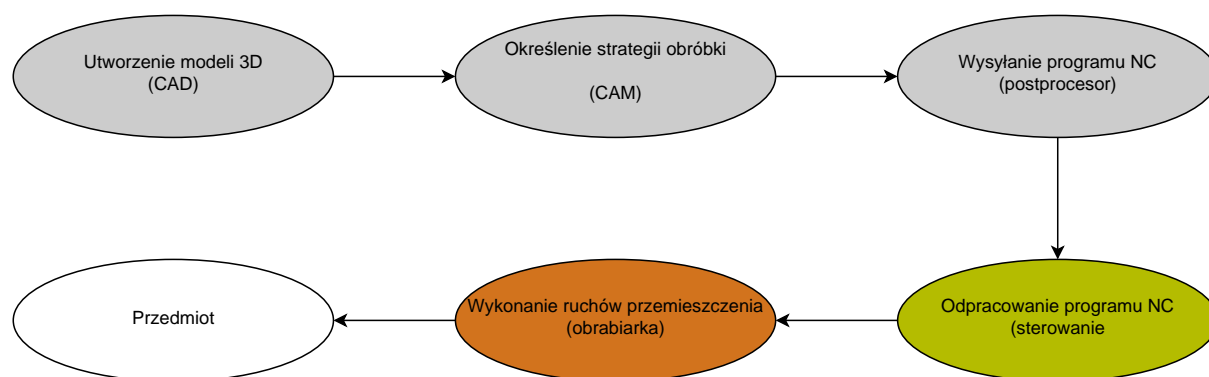 Utworzenie modeli 3D
(CAD)
Określenie strategii obróbki
(CAM)
Wysyłanie programu NC
(postprocesor)
Odpracowanie programu NC
(sterowanie
Wykonanie ruchów przemieszczenia
(obrabiarka)
Przedmiot